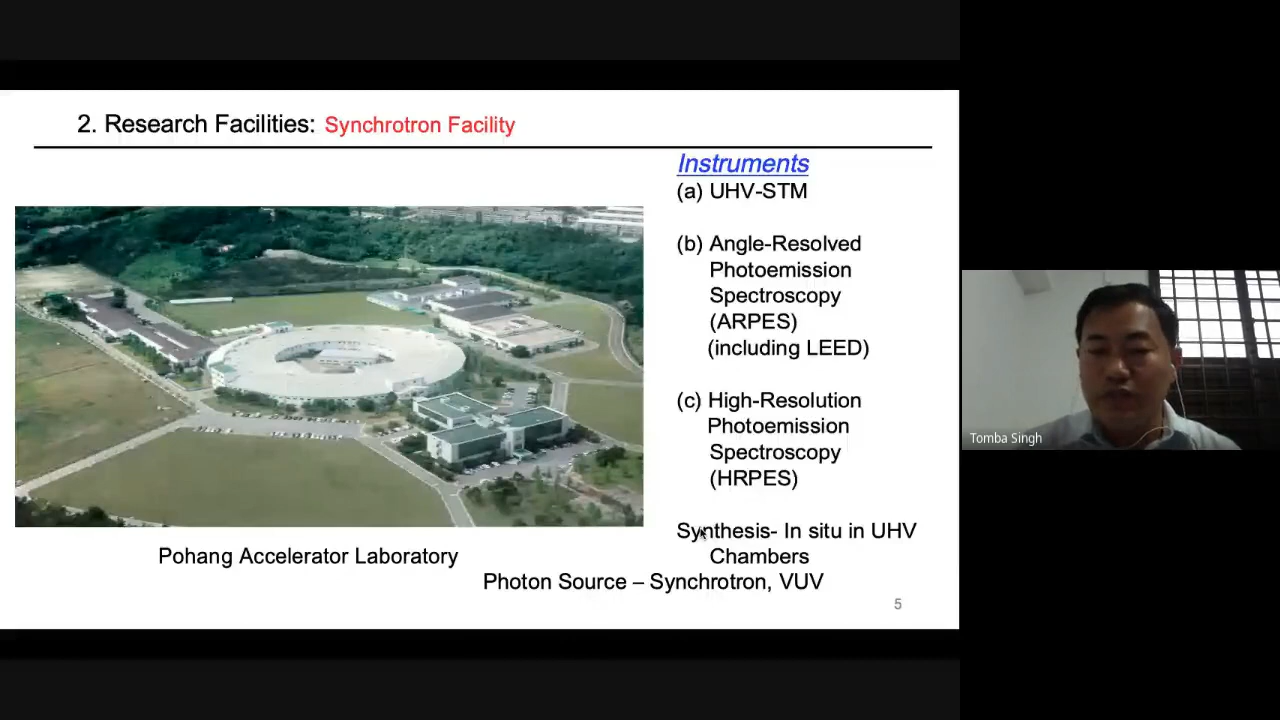 2. Research Facilities: Synchrotron Facility
Instruments
(a) UHV-STM
(b) Angle-Resolved
Photoemission
Spectroscopy
(ARPES)
(including LEED)
(c) High-Resolution
Photoemission
Spectroscopy
(HRPES)
Synthesis- In situ in UHV
Chambers
Pohang Accelerator Laboratory
Photon Source – Synchrotron, VUV
5
Tomba Singh